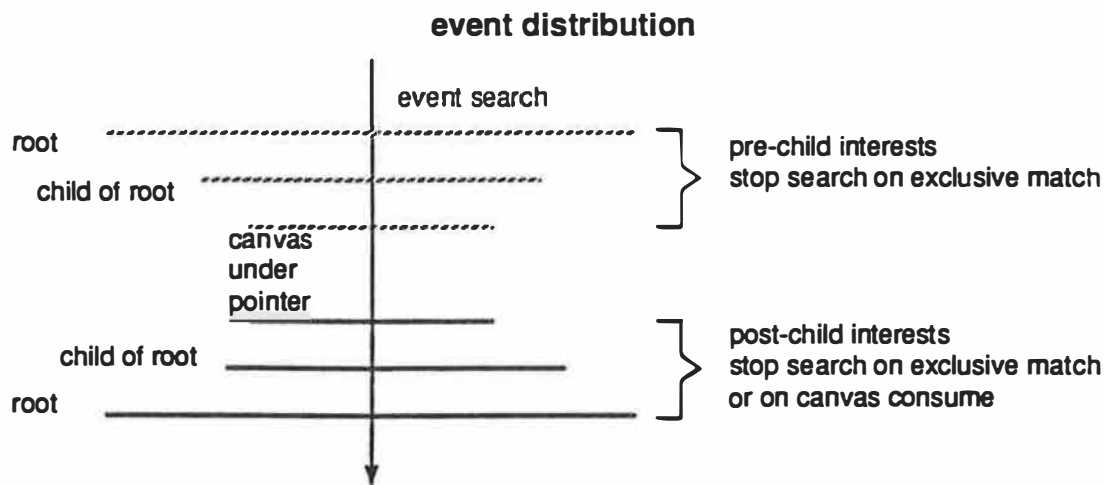 event distribution
event search
root
pre-child interests
stop search on exclusive match
child of root
canvas
under
pointer
post-child interests
stop search on exclusive match
or on canvas consume
child of root
root